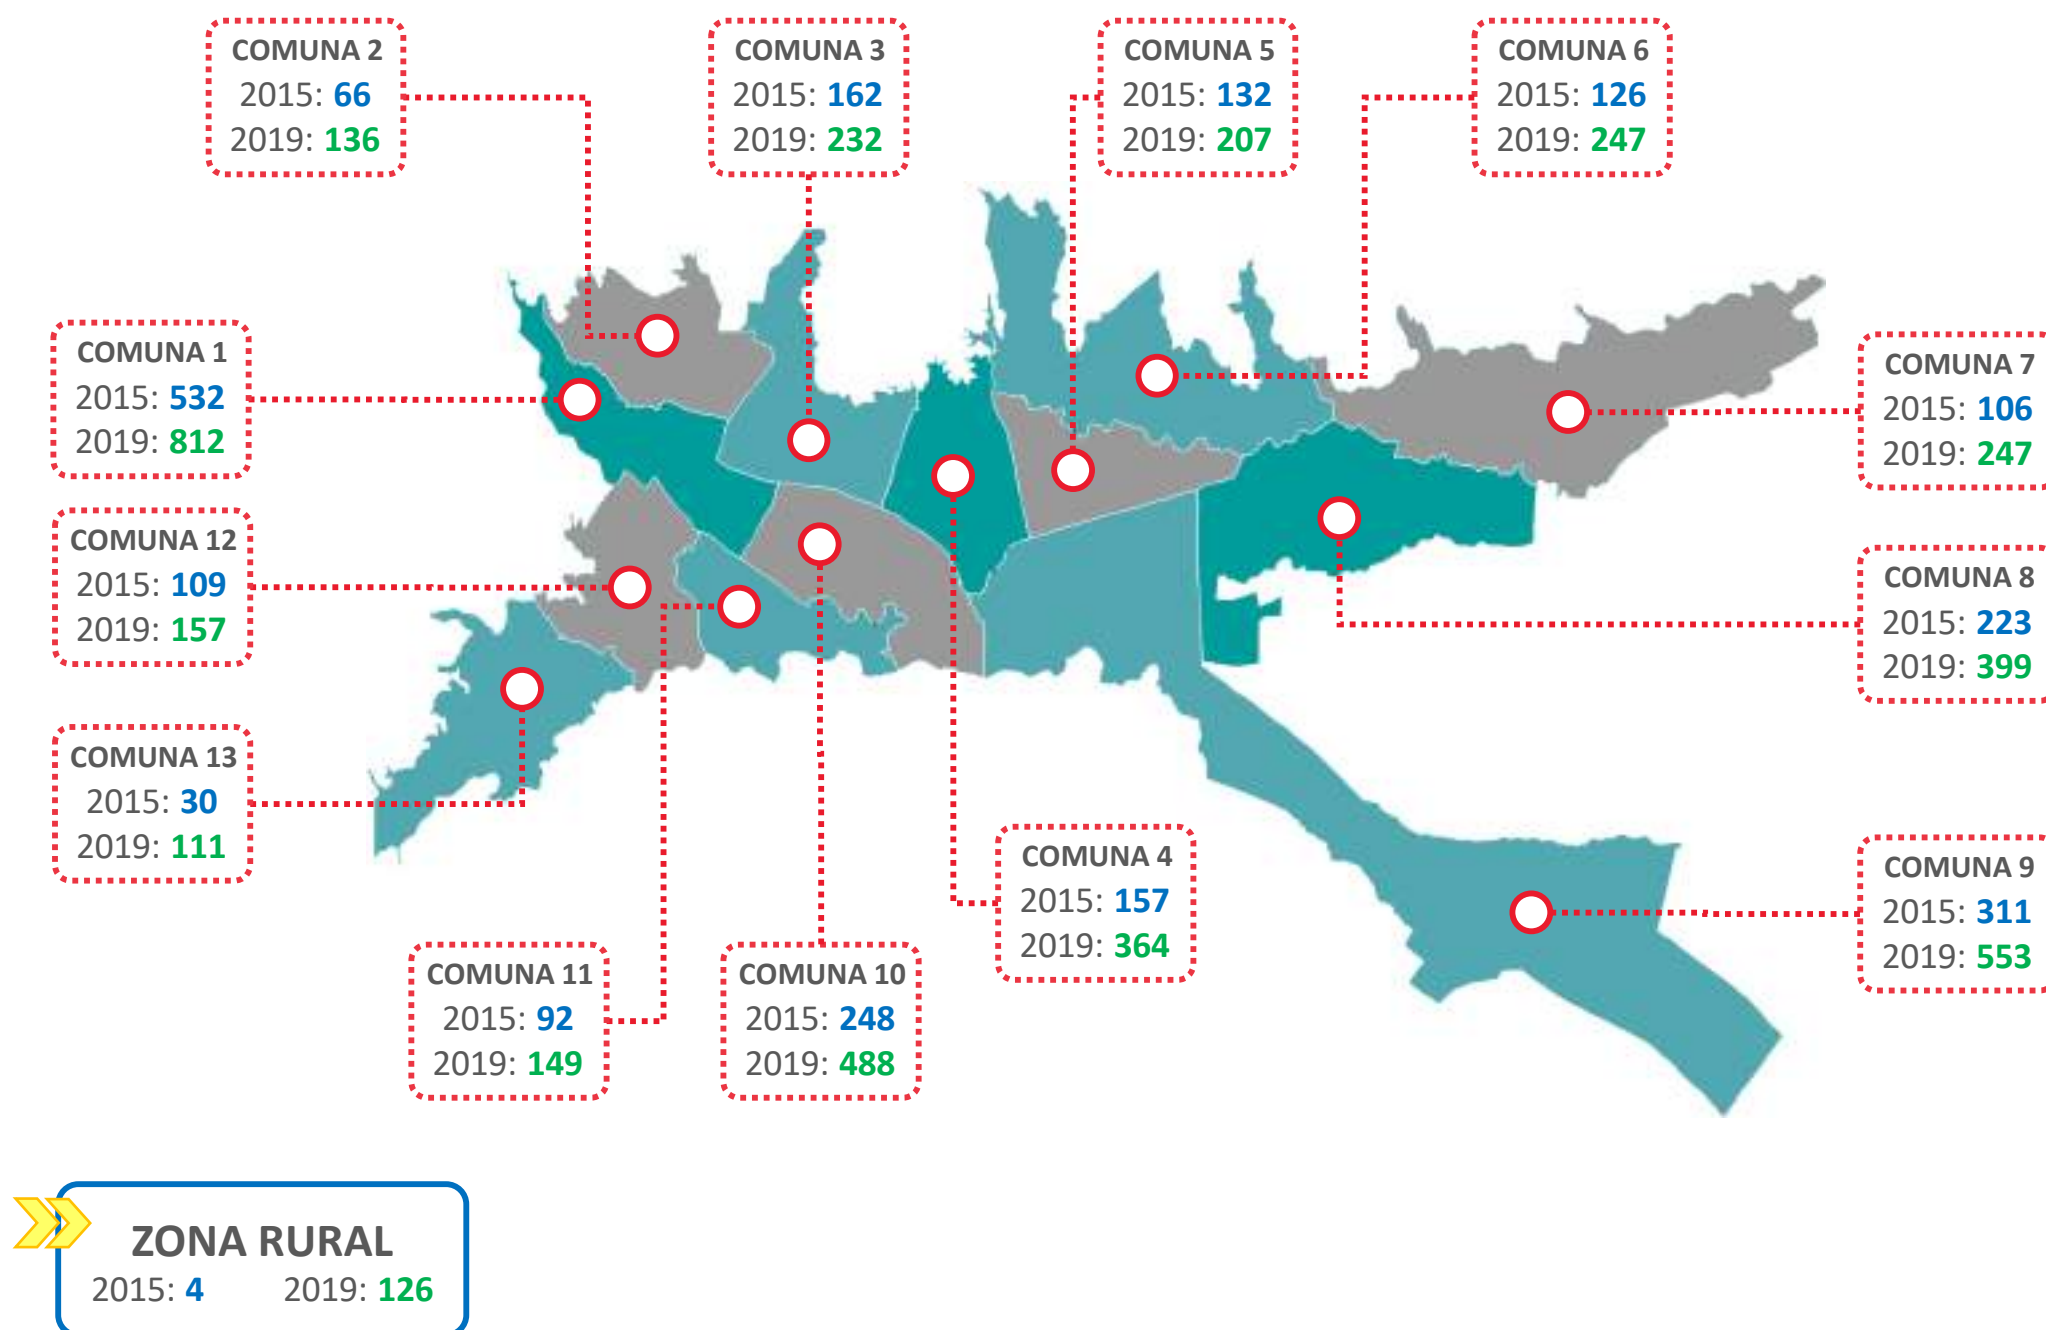 COMUNA 2
2015: 66
2019: 136
COMUNA 3
2015: 162
2019: 232
COMUNA 5
2015: 132
2019: 207
COMUNA 6
2015: 126
2019: 247
COMUNA 1
2015: 532
2019: 812
COMUNA 7
2015: 106
2019: 247
COMUNA 12
2015: 109
2019: 157
COMUNA 8
2015: 223
2019: 399
COMUNA 13
2015: 30
2019: 111
COMUNA 4
2015: 157
2019: 364
COMUNA 9
2015: 311
2019: 553
COMUNA 11
2015: 92
2019: 149
COMUNA 10
2015: 248
2019: 488
ZONA RURAL
2015: 4 2019: 126